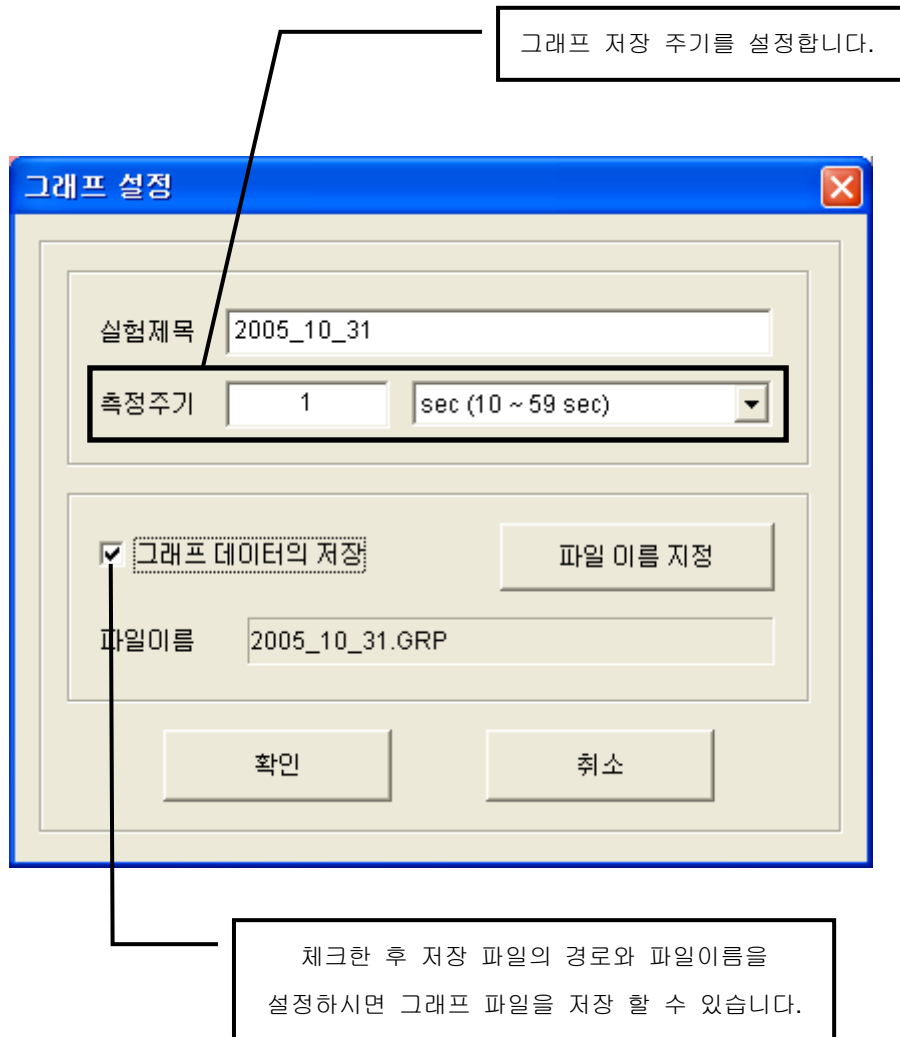 그래프 저장 주기를 설정합니다.
그래프 설정
실험제목 2005_10_31
측정주기 1 sec (10 ~ 59 sec)
그래프 데이터의 저장 파일 이름 지정
파일이름 2005_10_31.GRP
확인 취소
체크한 후 저장 파일의 경로와 파일이름을
설정하시면 그래프 파일을 저장 할 수 있습니다.